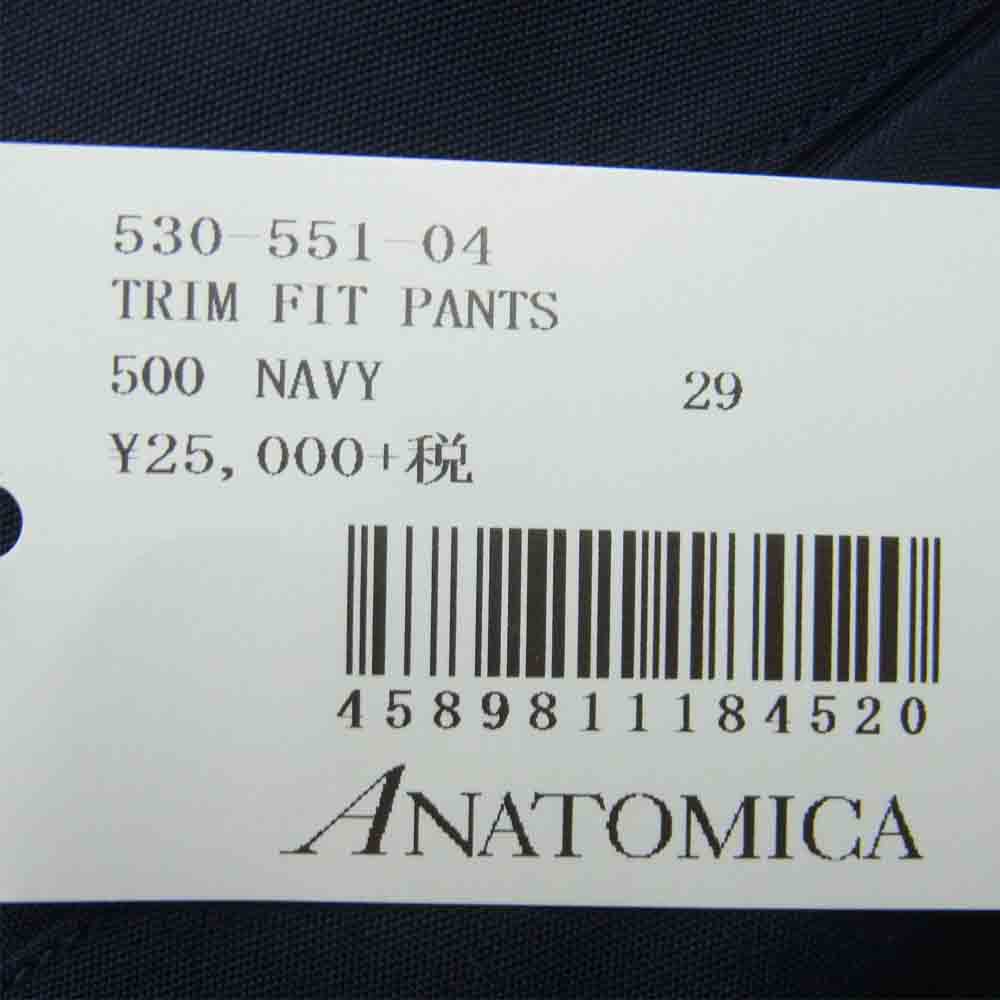 530-551-04
TRIM FIT PANTS
500 NAVY 29
¥25,000+税
4589811184520
ANATOMICA